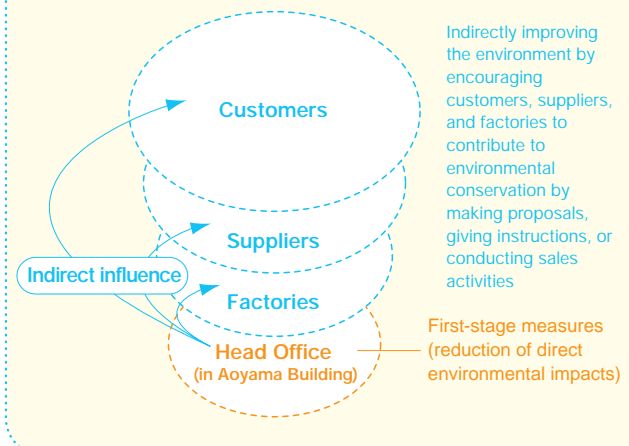 Customers
Suppliers
Indirect influence
Factories
Head Office
(in Aoyama Building)
Indirectly improving
the environment by
encouraging
customers, suppliers,
and factories to
contribute to
environmental
conservation by
making proposals,
giving instructions, or
conducting sales
activities
First-stage measures
(reduction of direct
environmental impacts)